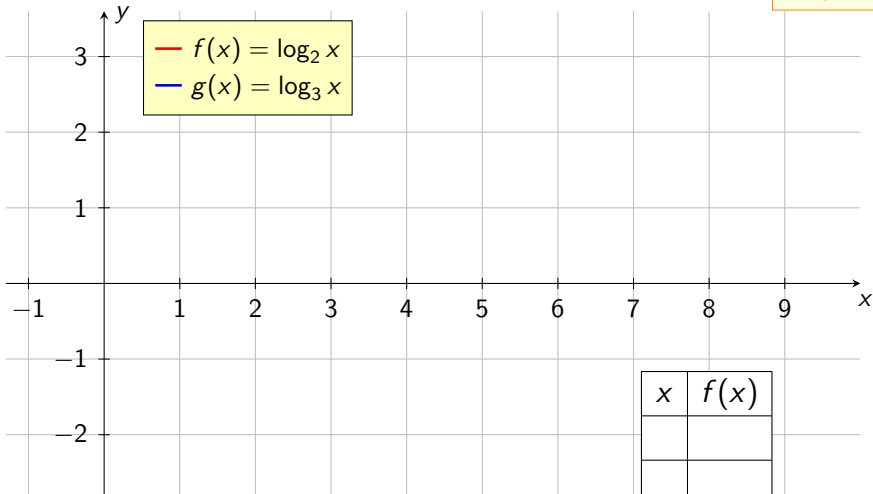 y
f(x) = log₂ x
g(x) = log₃ x
3
2
1
−1 1 2 3 4 5 6 7 8 9
x
−1
−2
x f(x)